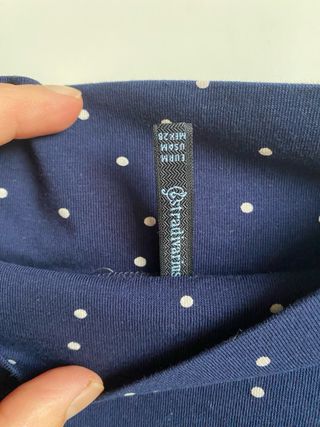 EUR M
USA M
MEX 28
Stradivarius